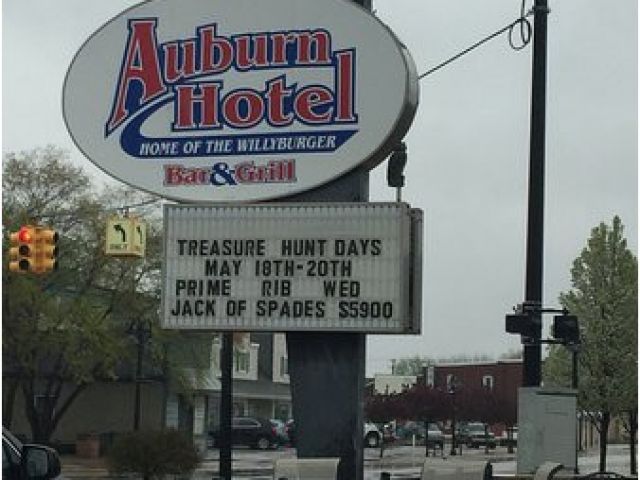 Auburn
Hotel
HOME OF THE WILLYBURGER
Bar & Grill
ONLY
TREASURE HUNT DAYS
MAY 18TH-20TH
PRIME RIB WED
JACK OF SPADES $5900